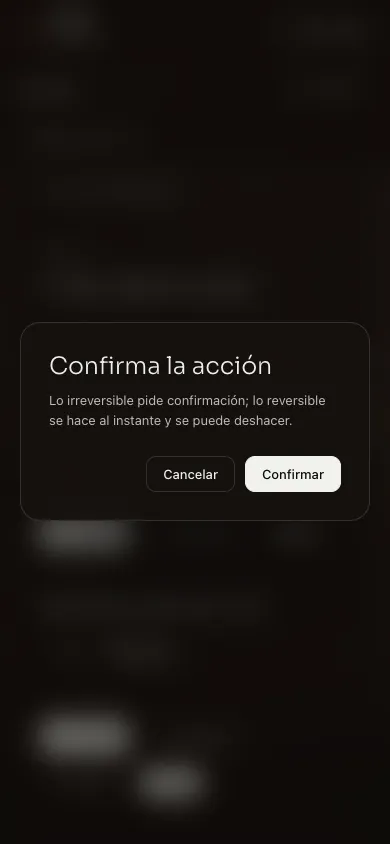 Confirma la acción
Lo irreversible pide confirmación; lo reversible
se hace al instante y se puede deshacer.
Cancelar
Confirmar